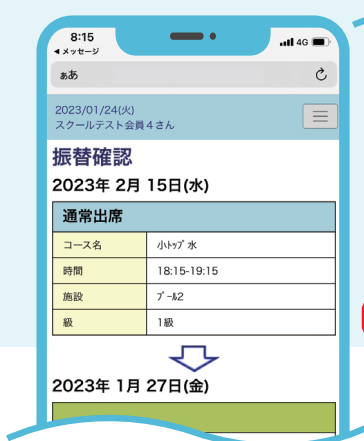 8:15
4G
◀ メッセージ
ぁあ
2023/01/24(火)
スクールテスト会員4さん
振替確認
2023年 2月 15日(水)
通常出席
コース名 小ﾄｯﾌﾟ水
時間 18:15-19:15
施設 ﾌﾟｰﾙ2
級 1級
2023年 1月 27日(金)